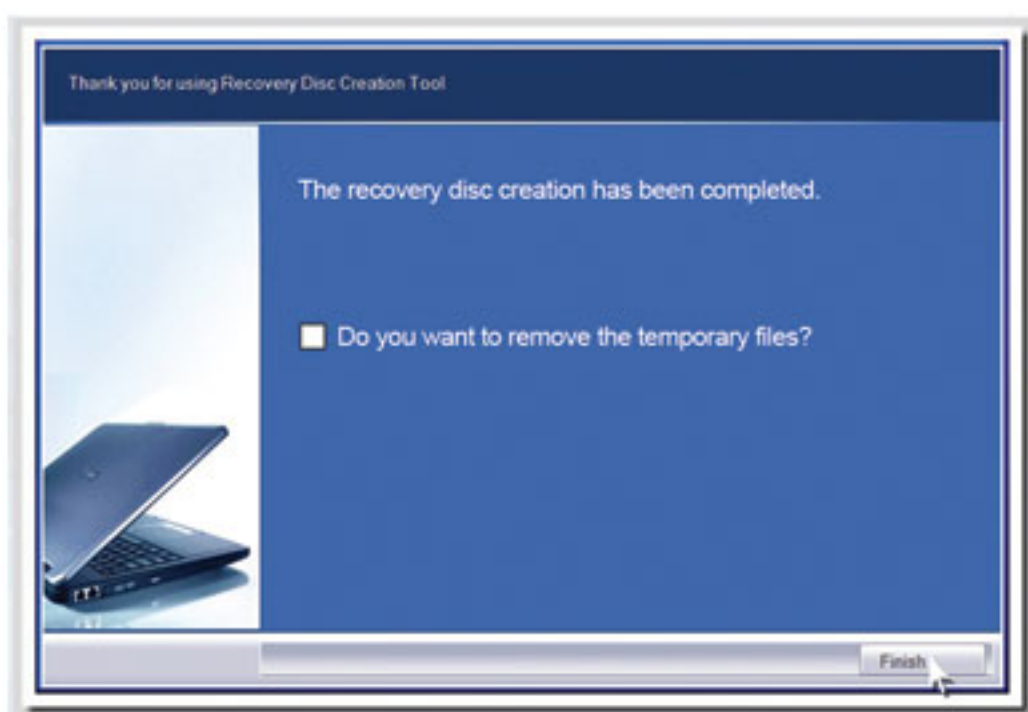 Thank you for using Recovery Disc Creation Tool
The recovery disc creation has been completed.
Do you want to remove the temporary files?
Finish